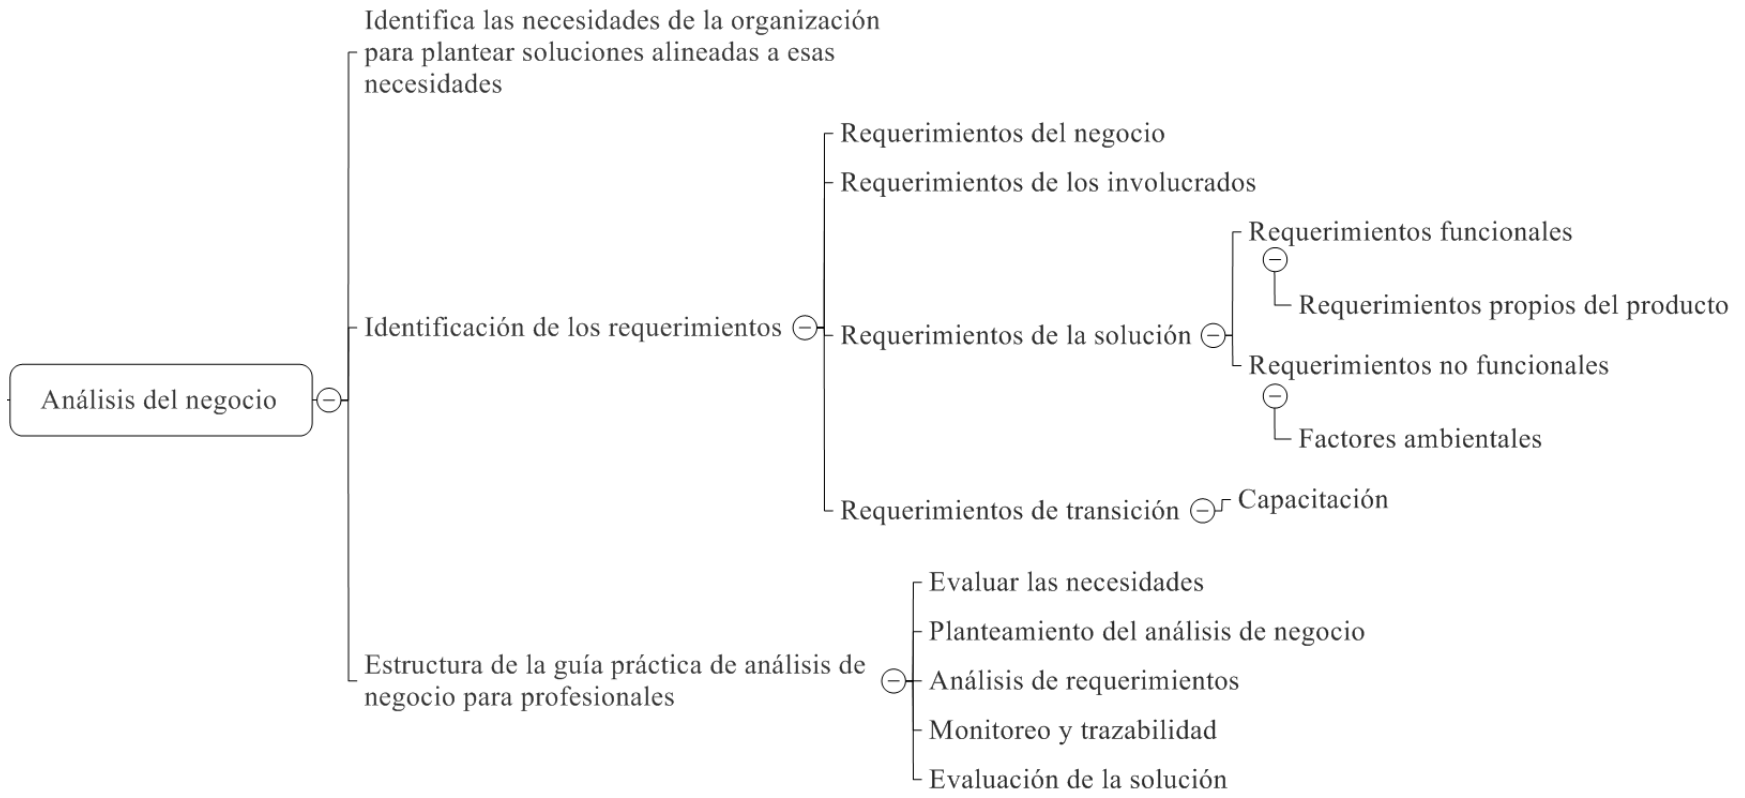 Análisis del negocio
Identifica las necesidades de la organización
para plantear soluciones alineadas a esas
necesidades
Identificación de los requerimientos
Requerimientos del negocio
Requerimientos de los involucrados
Requerimientos de la solución
Requerimientos funcionales
Requerimientos propios del producto
Requerimientos no funcionales
Factores ambientales
Requerimientos de transición
Capacitación
Estructura de la guía práctica de análisis de
negocio para profesionales
Evaluar las necesidades
Planteamiento del análisis de negocio
Análisis de requerimientos
Monitoreo y trazabilidad
Evaluación de la solución